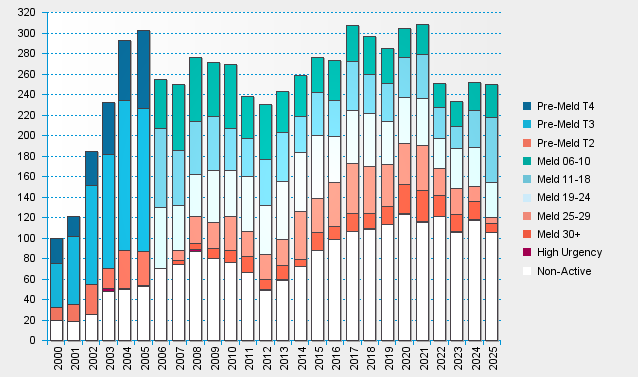 320
300
280
260
240
220
200
180
160
140
120
100
80
60
40
20
0
2000 2001 2002 2003 2004 2005 2006 2007 2008 2009 2010 2011 2012 2013 2014 2015 2016 2017 2018 2019 2020 2021 2022 2023 2024 2025
Pre-Meld T4
Pre-Meld T3
Pre-Meld T2
Meld 06-10
Meld 11-18
Meld 19-24
Meld 25-29
Meld 30+
High Urgency
Non-Active